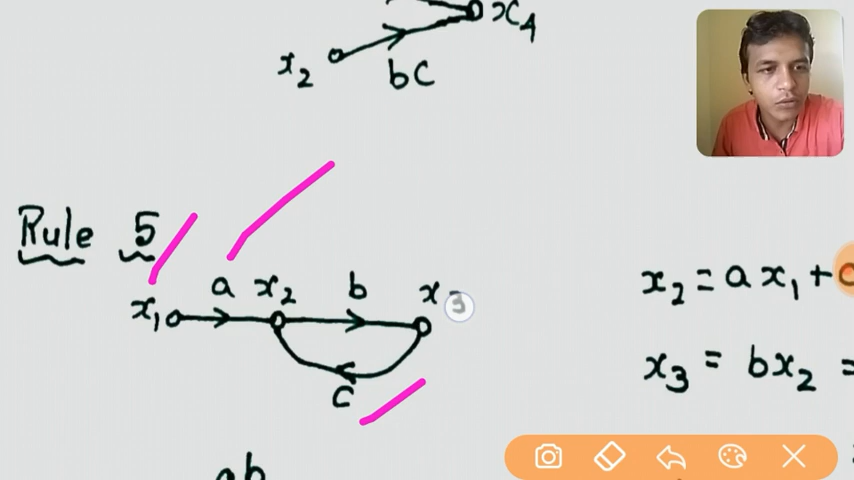 x₄
x₂
bC
Rule 5
a x₂ b x₃
x₁
C
x₂ = ax₁ +
x₃ = bx₂ =
ab